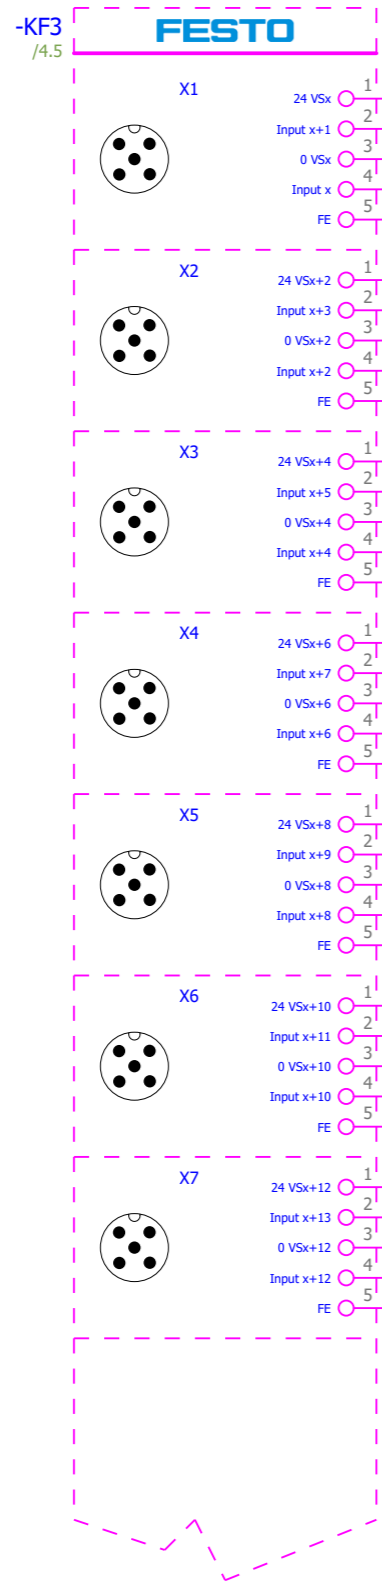 -KF3
FESTO
/4.5
X1
1
24 VSx
2
Input x+1
3
0 VSx
4
Input x
5
FE
X2
1
24 VSx+2
2
Input x+3
3
0 VSx+2
4
Input x+2
5
FE
X3
1
24 VSx+4
2
Input x+5
3
0 VSx+4
4
Input x+4
5
FE
X4
1
24 VSx+6
2
Input x+7
3
0 VSx+6
4
Input x+6
5
FE
X5
1
24 VSx+8
2
Input x+9
3
0 VSx+8
4
Input x+8
5
FE
X6
1
24 VSx+10
2
Input x+11
3
0 VSx+10
4
Input x+10
5
FE
X7
1
24 VSx+12
2
Input x+13
3
0 VSx+12
4
Input x+12
5
FE